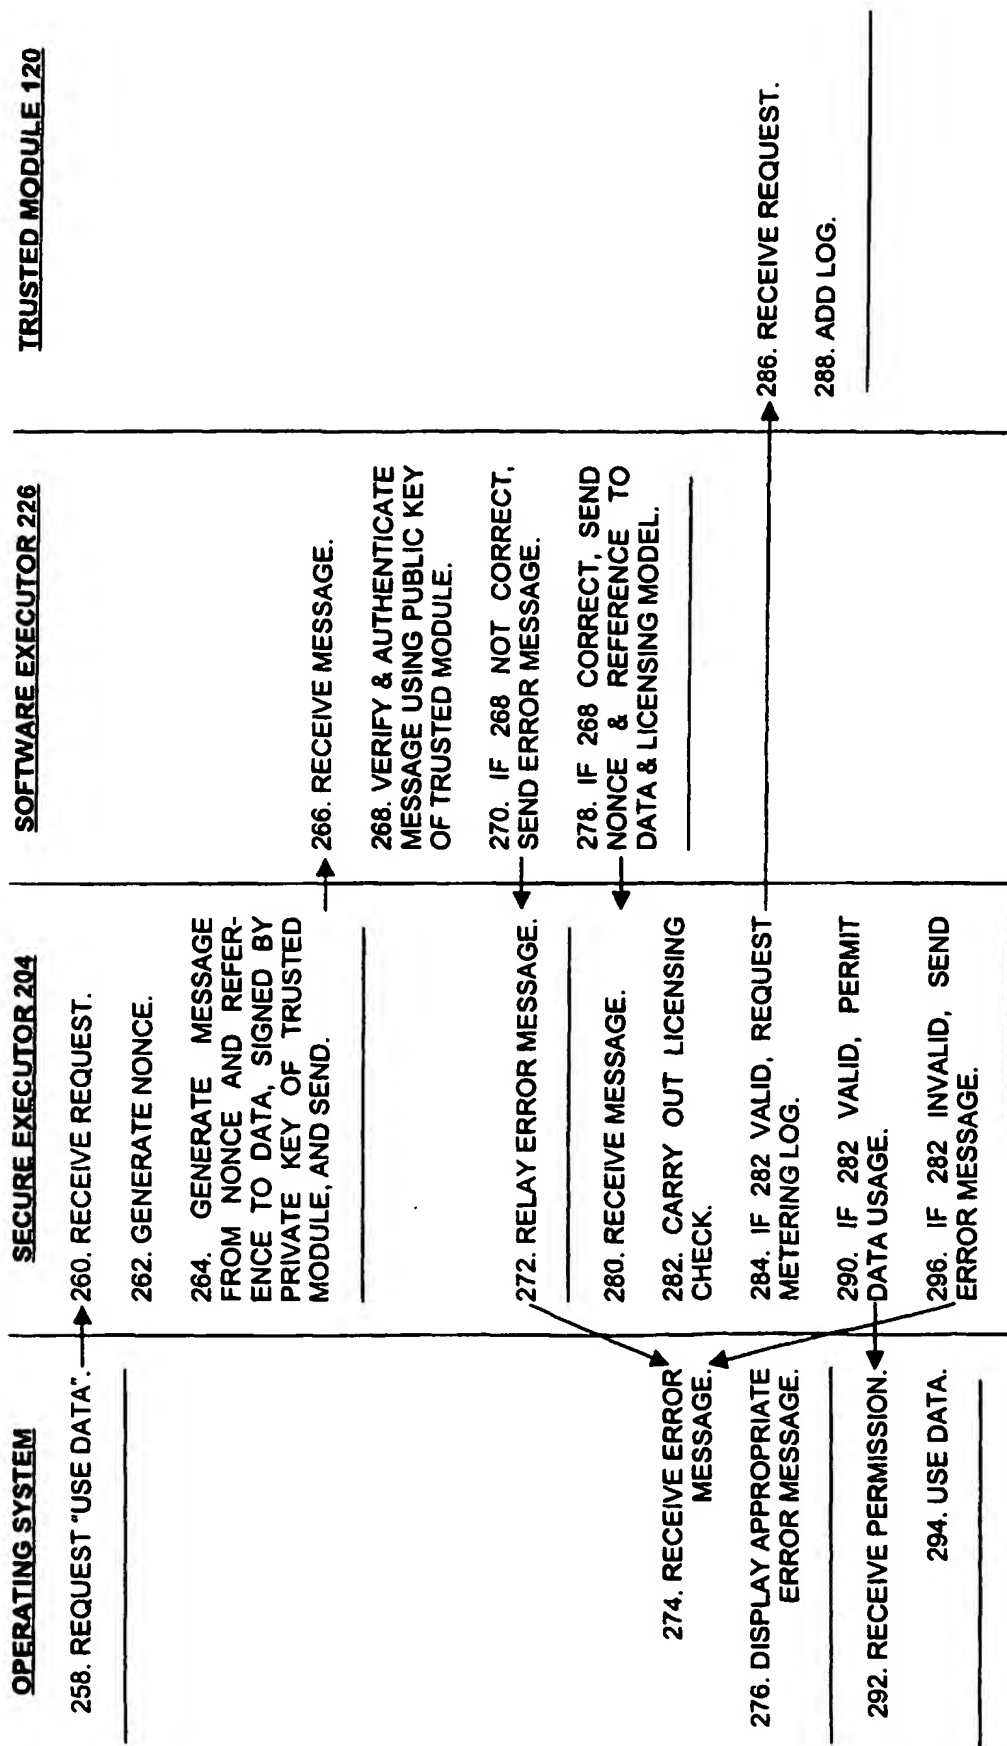 OPERATING SYSTEM
258. REQUEST "USE DATA".
274. RECEIVE ERROR
MESSAGE.
276. DISPLAY APPROPRIATE
ERROR MESSAGE.
292. RECEIVE PERMISSION.
294. USE DATA.
SECURE EXECUTOR 204
260. RECEIVE REQUEST.
262. GENERATE NONCE.
264. GENERATE MESSAGE
FROM NONCE AND REFER-
ENCE TO DATA, SIGNED BY
PRIVATE KEY OF TRUSTED
MODULE, AND SEND.
272. RELAY ERROR MESSAGE.
280. RECEIVE MESSAGE.
282. CARRY OUT LICENSING
CHECK.
284. IF 282 VALID, REQUEST
METERING LOG.
290. IF 282 VALID, PERMIT
DATA USAGE.
296. IF 282 INVALID, SEND
ERROR MESSAGE.
SOFTWARE EXECUTOR 226
266. RECEIVE MESSAGE.
268. VERIFY & AUTHENTICATE
MESSAGE USING PUBLIC KEY
OF TRUSTED MODULE.
270. IF 268 NOT CORRECT,
SEND ERROR MESSAGE.
278. IF 268 CORRECT, SEND
NONCE & REFERENCE TO
DATA & LICENSING MODEL.
TRUSTED MODULE 120
286. RECEIVE REQUEST.
288. ADD LOG.